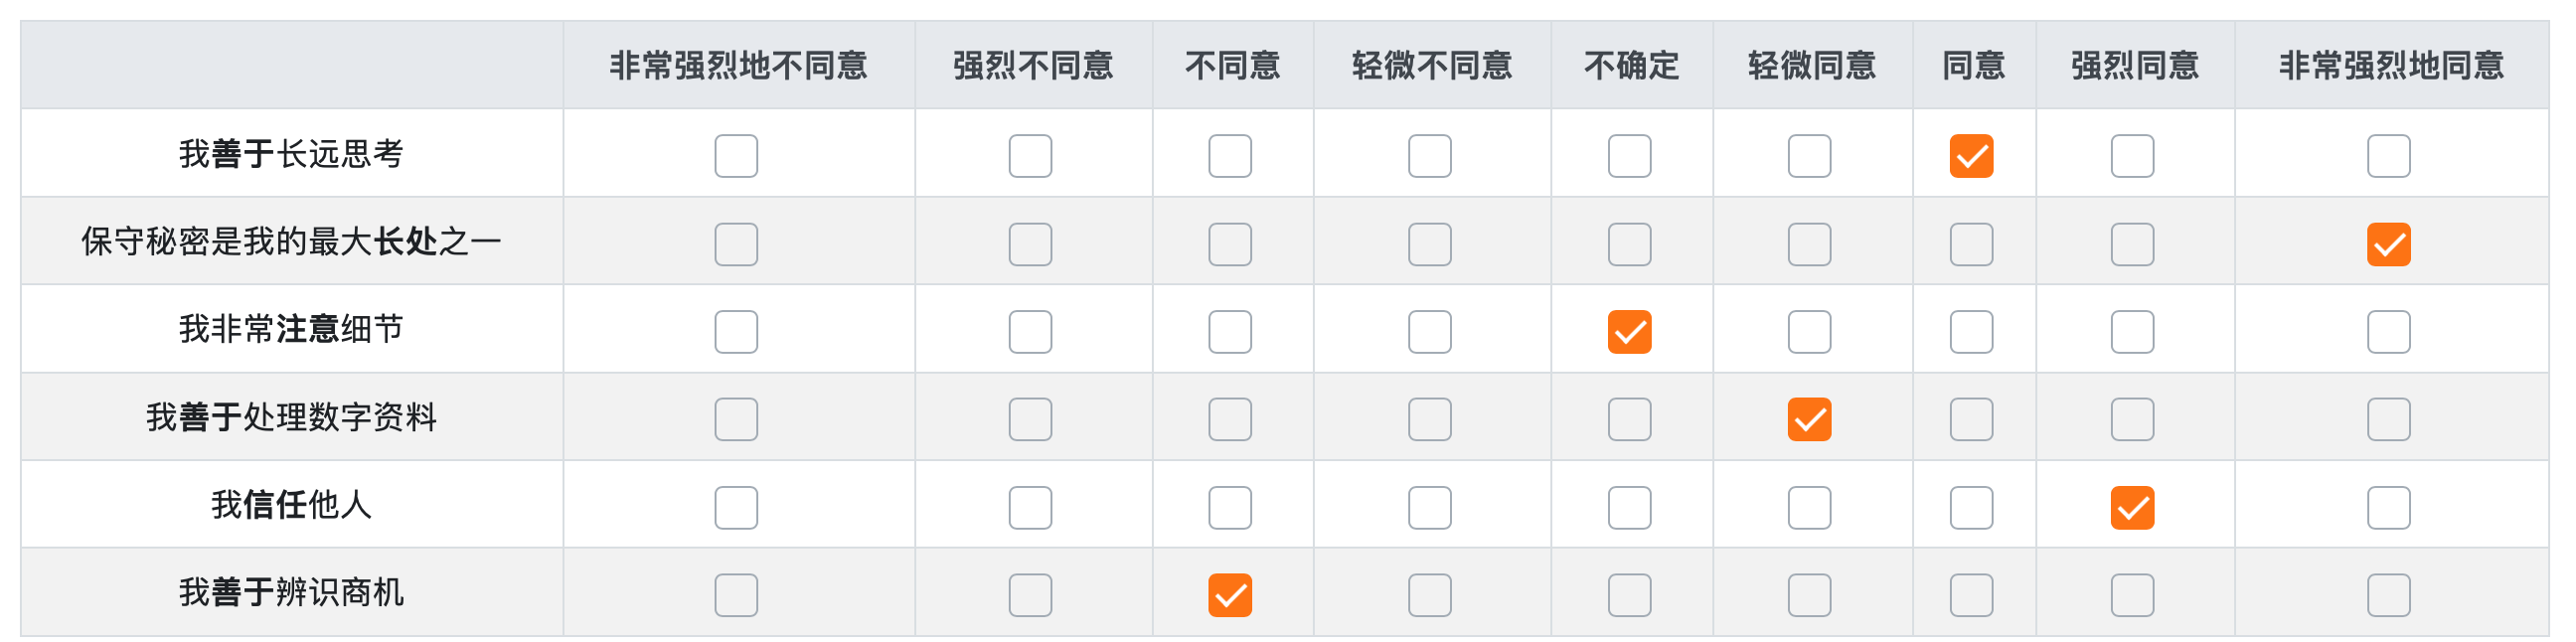 非常强烈地不同意 强烈不同意 不同意 轻微不同意 不确定 轻微同意 同意 强烈同意 非常强烈地同意
我善于长远思考
保守秘密是我的最大长处之一
我非常注意细节
我善于处理数字资料
我信任他人
我善于辨识商机